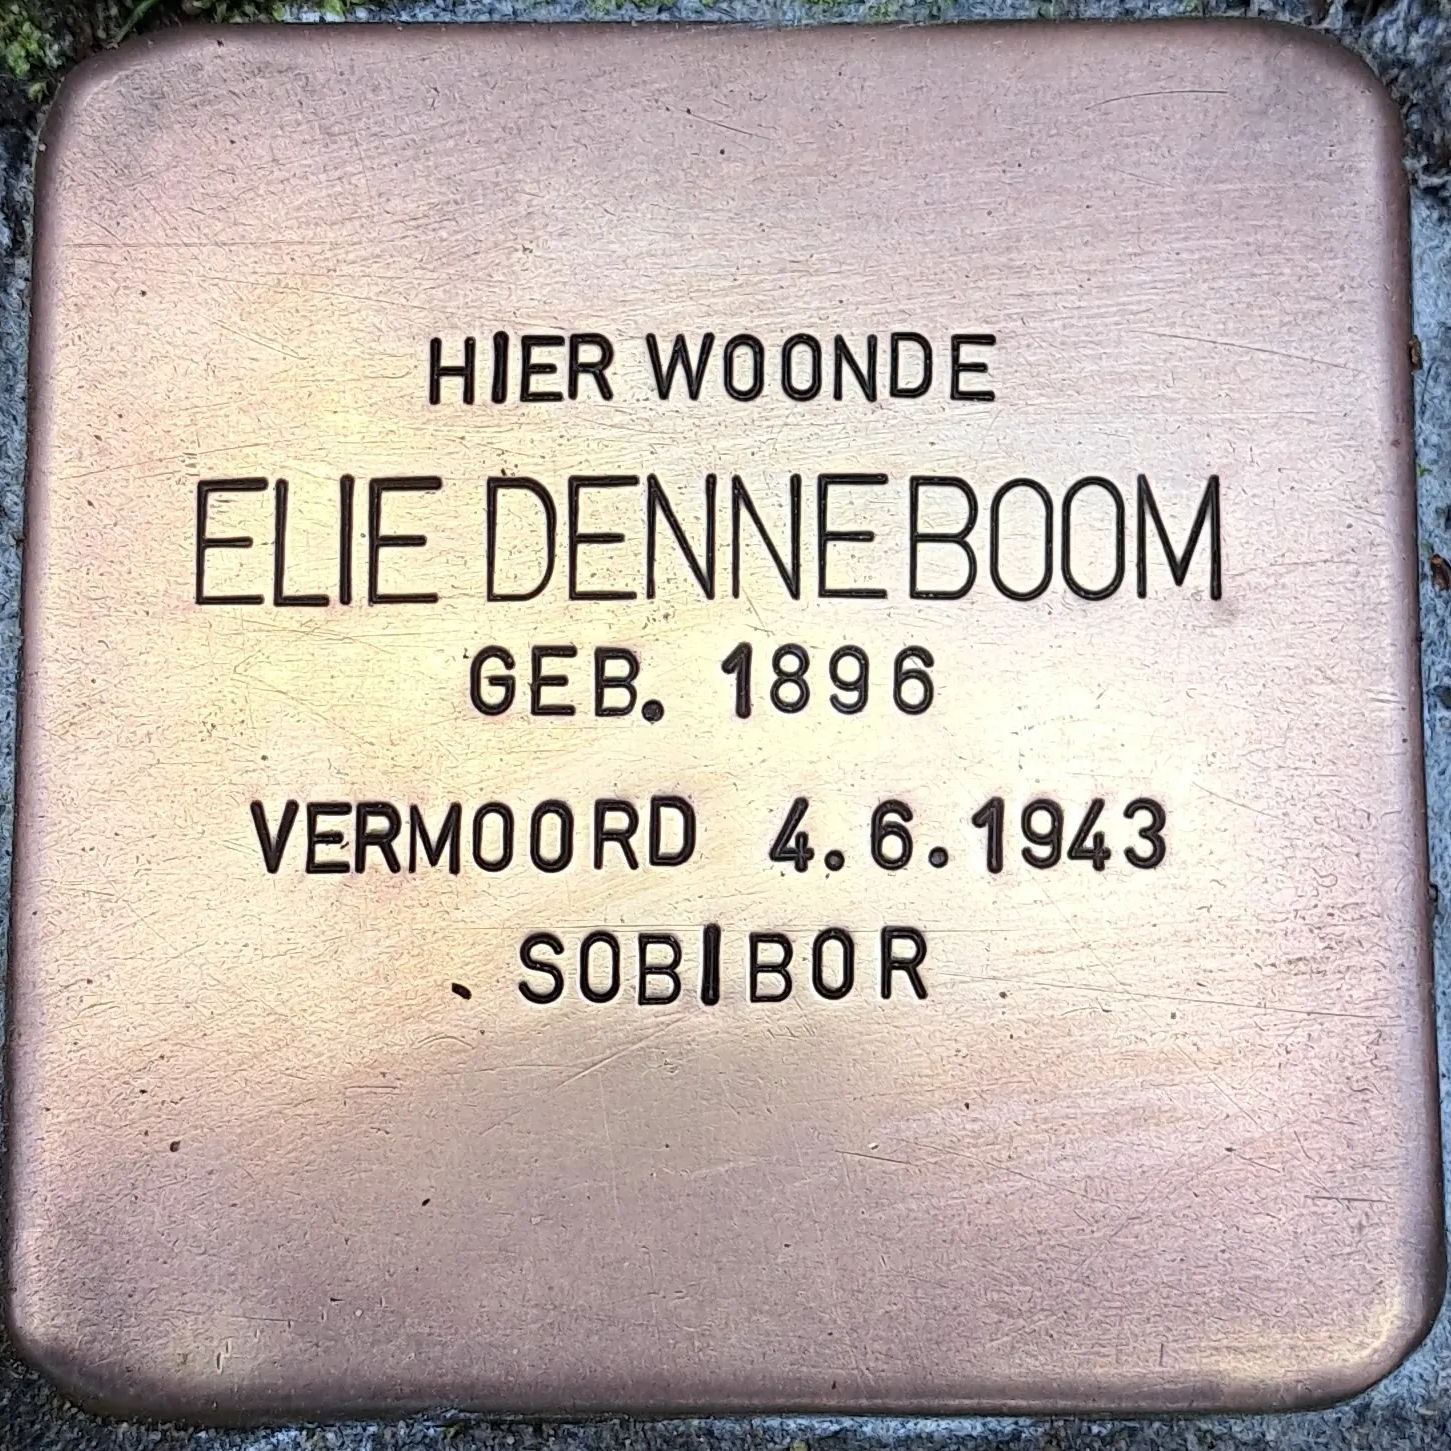 HIER WOONDE
ELIE DENNEBOOM
GEB. 1896
VERMOORD 4.6.1943
SOBIBOR